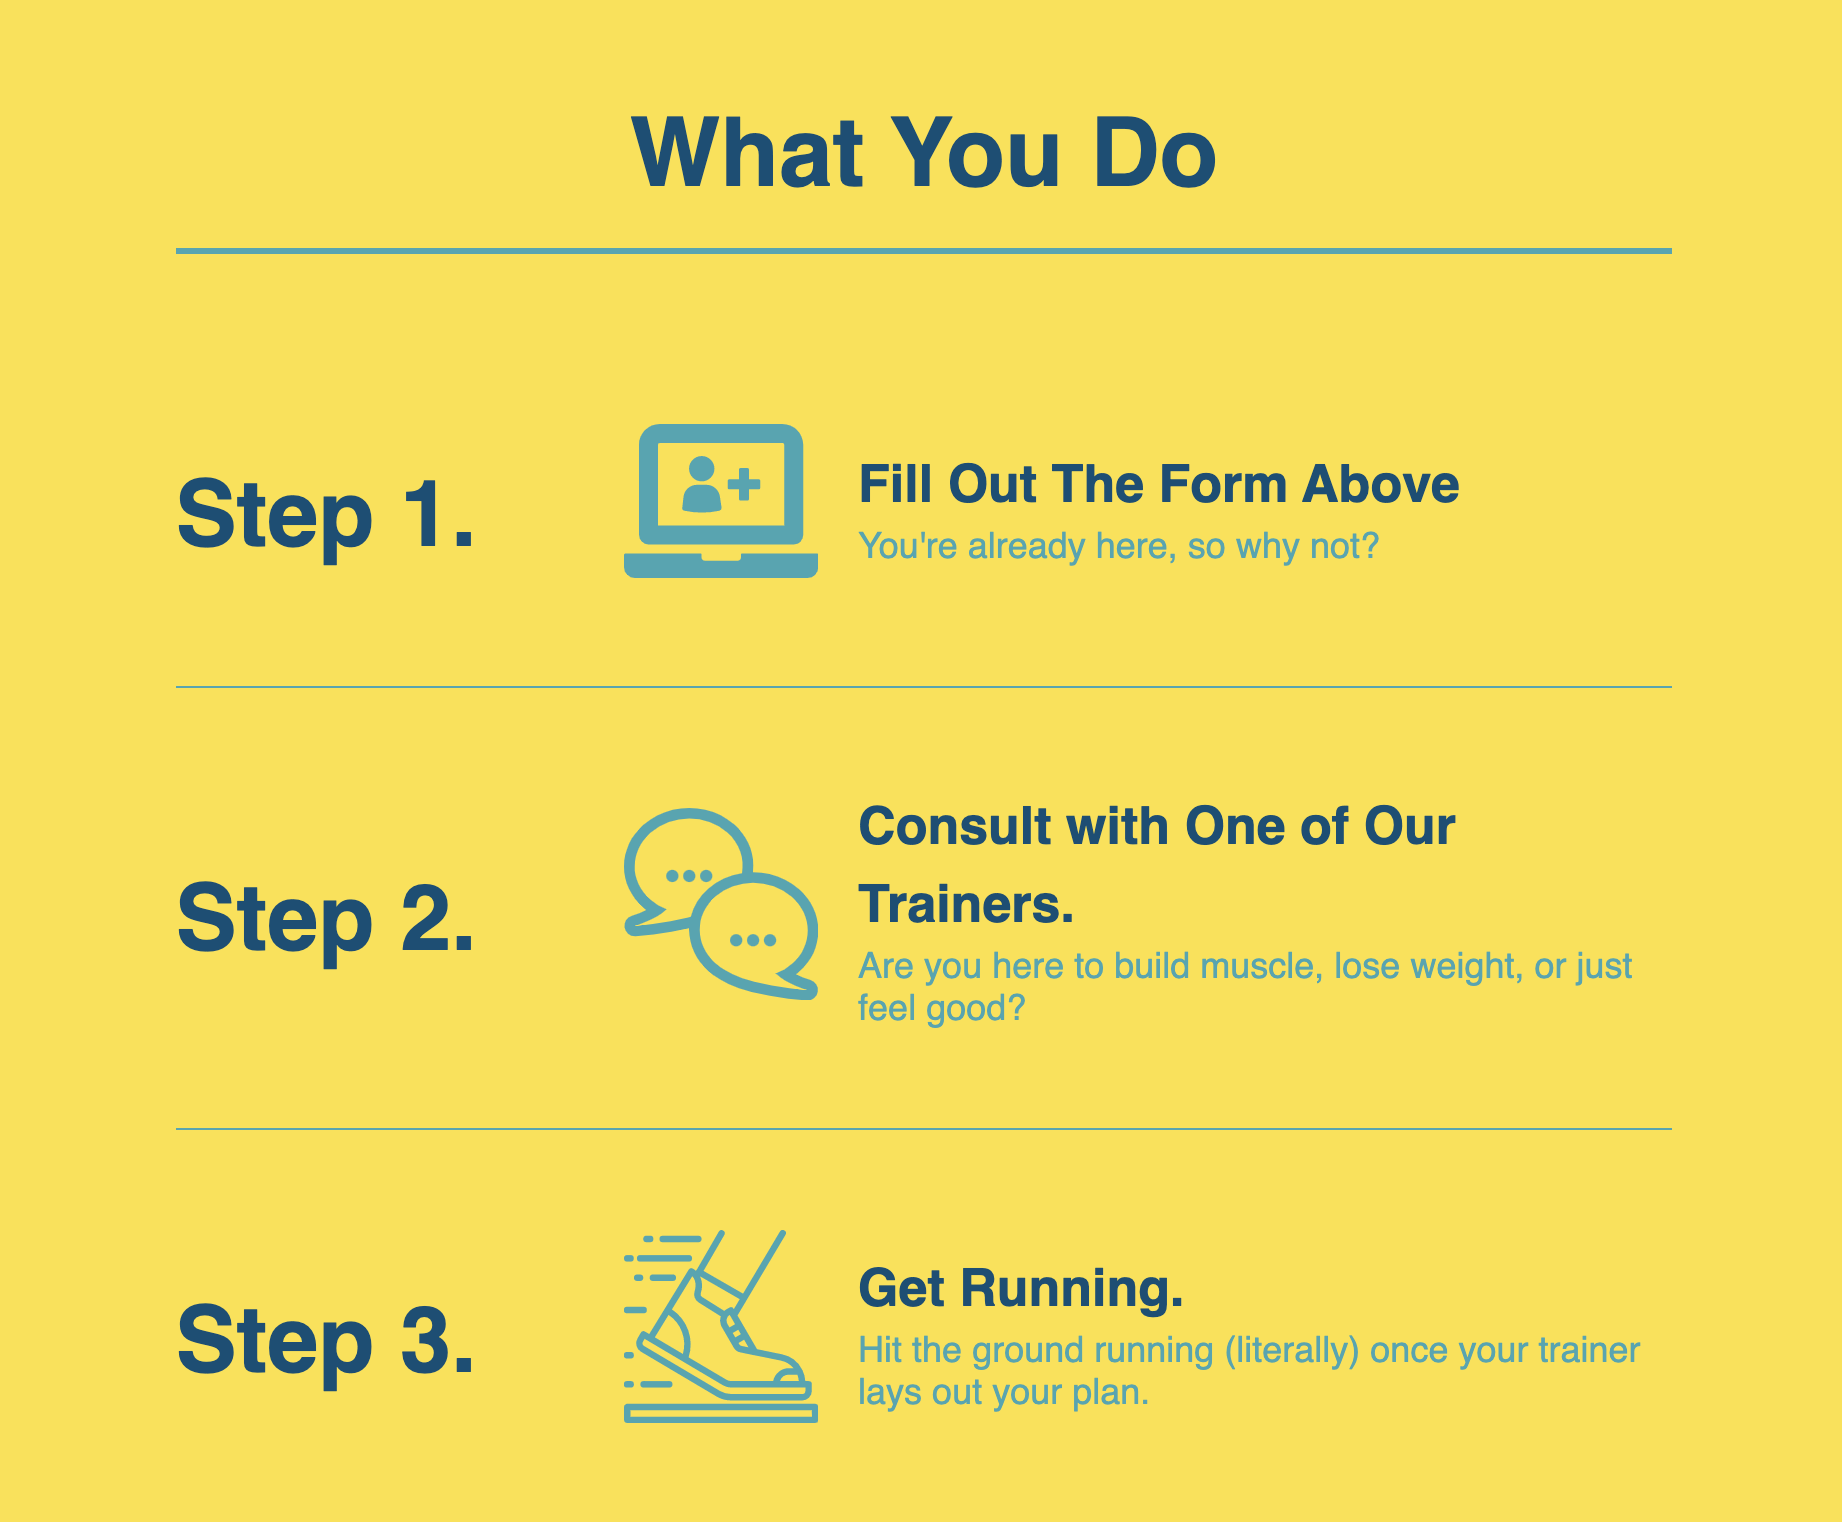 What You Do
Step 1.
Fill Out The Form Above
You're already here, so why not?
Step 2.
Consult with One of Our
Trainers.
Are you here to build muscle, lose weight, or just
feel good?
Step 3.
Get Running.
Hit the ground running (literally) once your trainer
lays out your plan.